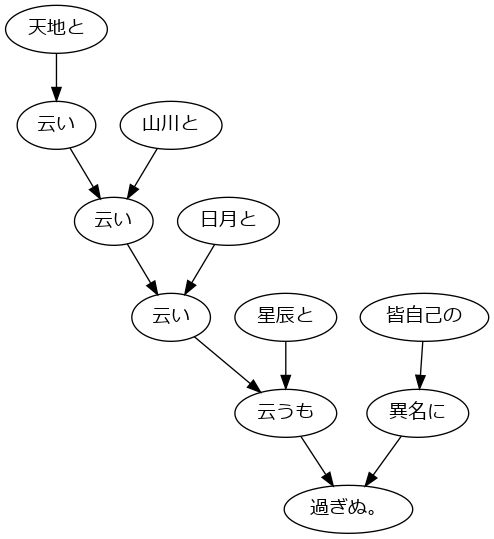 天地と
云い
山川と
云い
日月と
云い
星辰と
皆自己の
云うも
異名に
過ぎぬ。